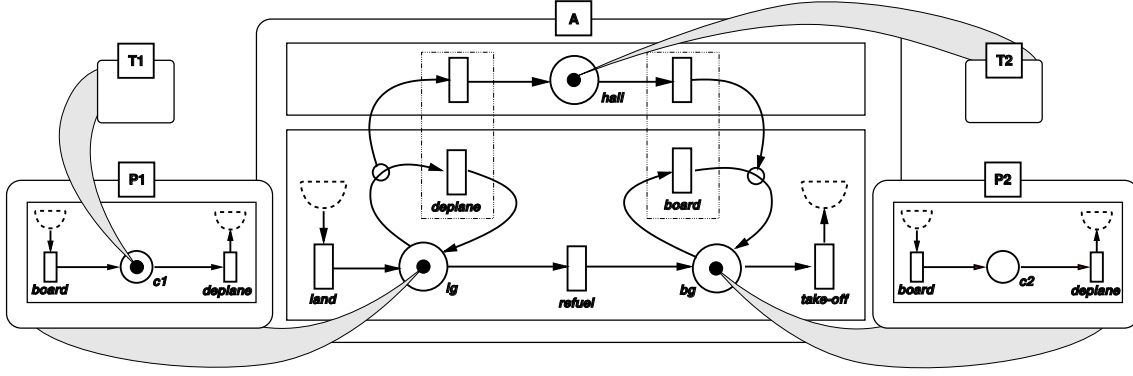 A
T1
T2
hall
P1
P2
deplane
board
board
c1
deplane
land
lg
refuel
bg
take-off
board
c2
deplane